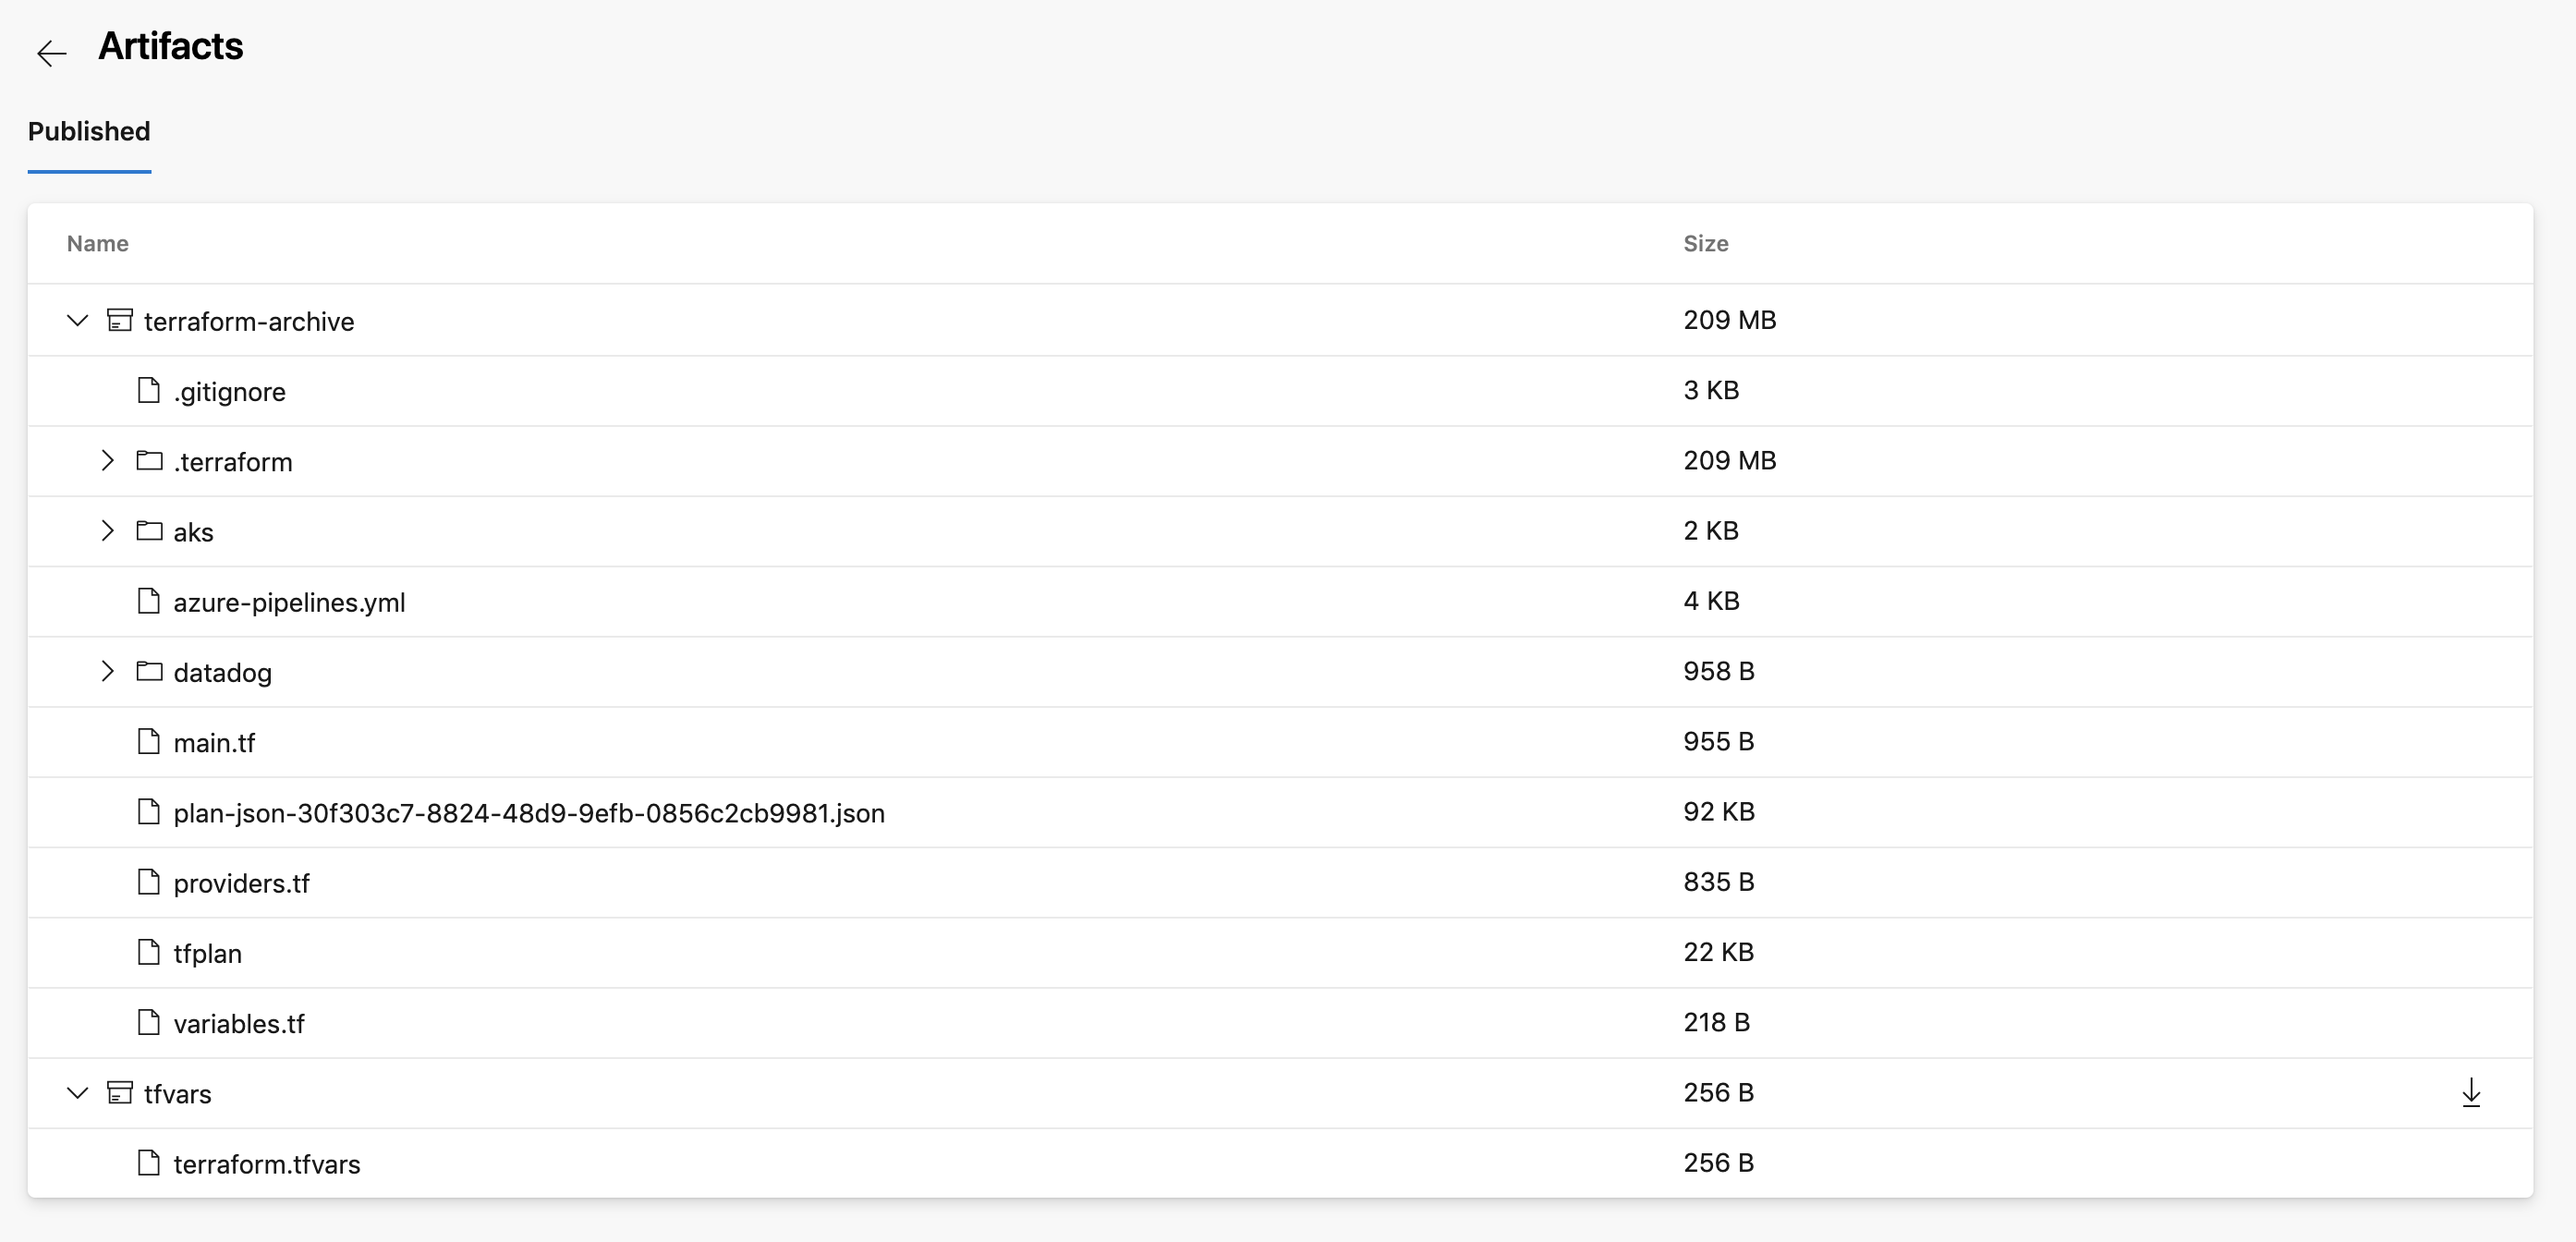 Artifacts
Published
Name Size
terraform-archive 209 MB
.gitignore 3 KB
.terraform 209 MB
aks 2 KB
azure-pipelines.yml 4 KB
datadog 958 B
main.tf 955 B
plan-json-30f303c7-8824-48d9-9efb-0856c2cb9981.json 92 KB
providers.tf 835 B
tfplan 22 KB
variables.tf 218 B
tfvars 256 B
terraform.tfvars 256 B